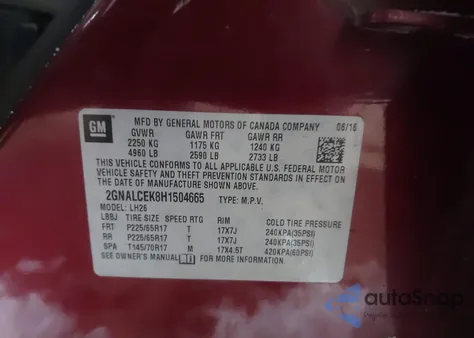 GM
MFD BY GENERAL MOTORS OF CANADA COMPANY 06/16
GVWR GAWR FRT GAWR RR
2250 KG 1175 KG 1240 KG
4960 LB 2590 LB 2733 LB
THIS VEHICLE CONFORMS TO ALL APPLICABLE U.S. FEDERAL MOTOR
VEHICLE SAFETY AND THEFT PREVENTION STANDARDS IN EFFECT
ON THE DATE OF MANUFACTURE SHOWN ABOVE.
2GNALCEK8H1504665 TYPE: M.P.V.
MODEL: LH26
LBBJ TIRE SIZE SPEED RTG RIM COLD TIRE PRESSURE
FRT P225/65R17 T 17X7J 240KPA(35PSI)
RR P225/65R17 T 17X7J 240KPA(35PSI)
SPA T145/70R17 M 17X4.5T 420KPA(60PSI)
SEE OWNER'S MANUAL FOR MORE INFORMATION
autoSnap